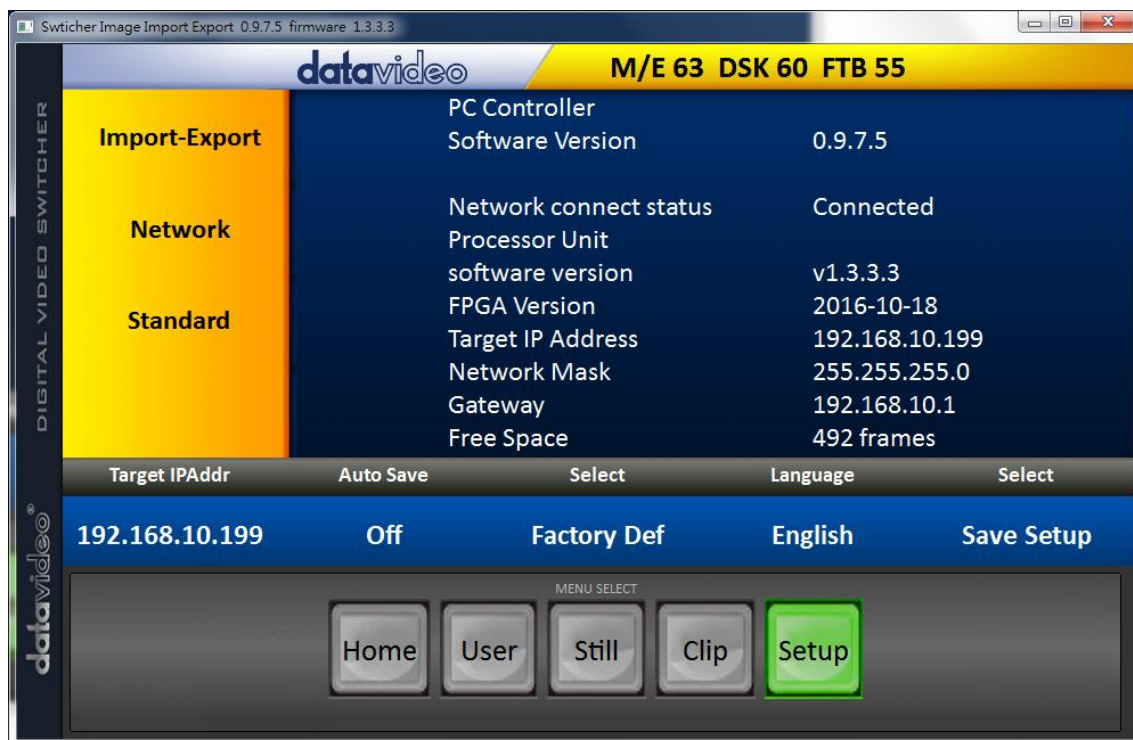 Swticher Image Import Export 0.9.7.5 firmware 1.3.3.3
datavideo
M/E 63 DSK 60 FTB 55
DIGITAL VIDEO SWITCHER
datavideo®
Import-Export
Network
Standard
PC Controller
Software Version 0.9.7.5
Network connect status Connected
Processor Unit
software version v1.3.3.3
FPGA Version 2016-10-18
Target IP Address 192.168.10.199
Network Mask 255.255.255.0
Gateway 192.168.10.1
Free Space 492 frames
Target IPAddr Auto Save Select Language Select
192.168.10.199 Off Factory Def English Save Setup
MENU SELECT
Home User Still Clip Setup